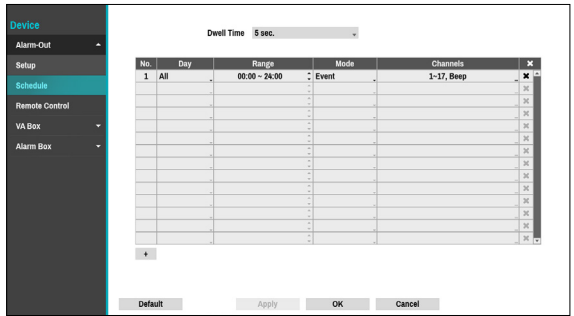 Device
Alarm-Out
Setup
Schedule
Remote Control
VA Box
Alarm Box
Dwell Time 5 sec.
No. Day Range Mode Channels
1 All 00:00 ~ 24:00 Event 1~17, Beep
+
Default Apply OK Cancel